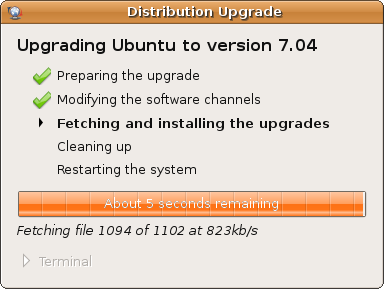 Distribution Upgrade
Upgrading Ubuntu to version 7.04
Preparing the upgrade
Modifying the software channels
Fetching and installing the upgrades
Cleaning up
Restarting the system
About 5 seconds remaining
Fetching file 1094 of 1102 at 823kb/s
Terminal